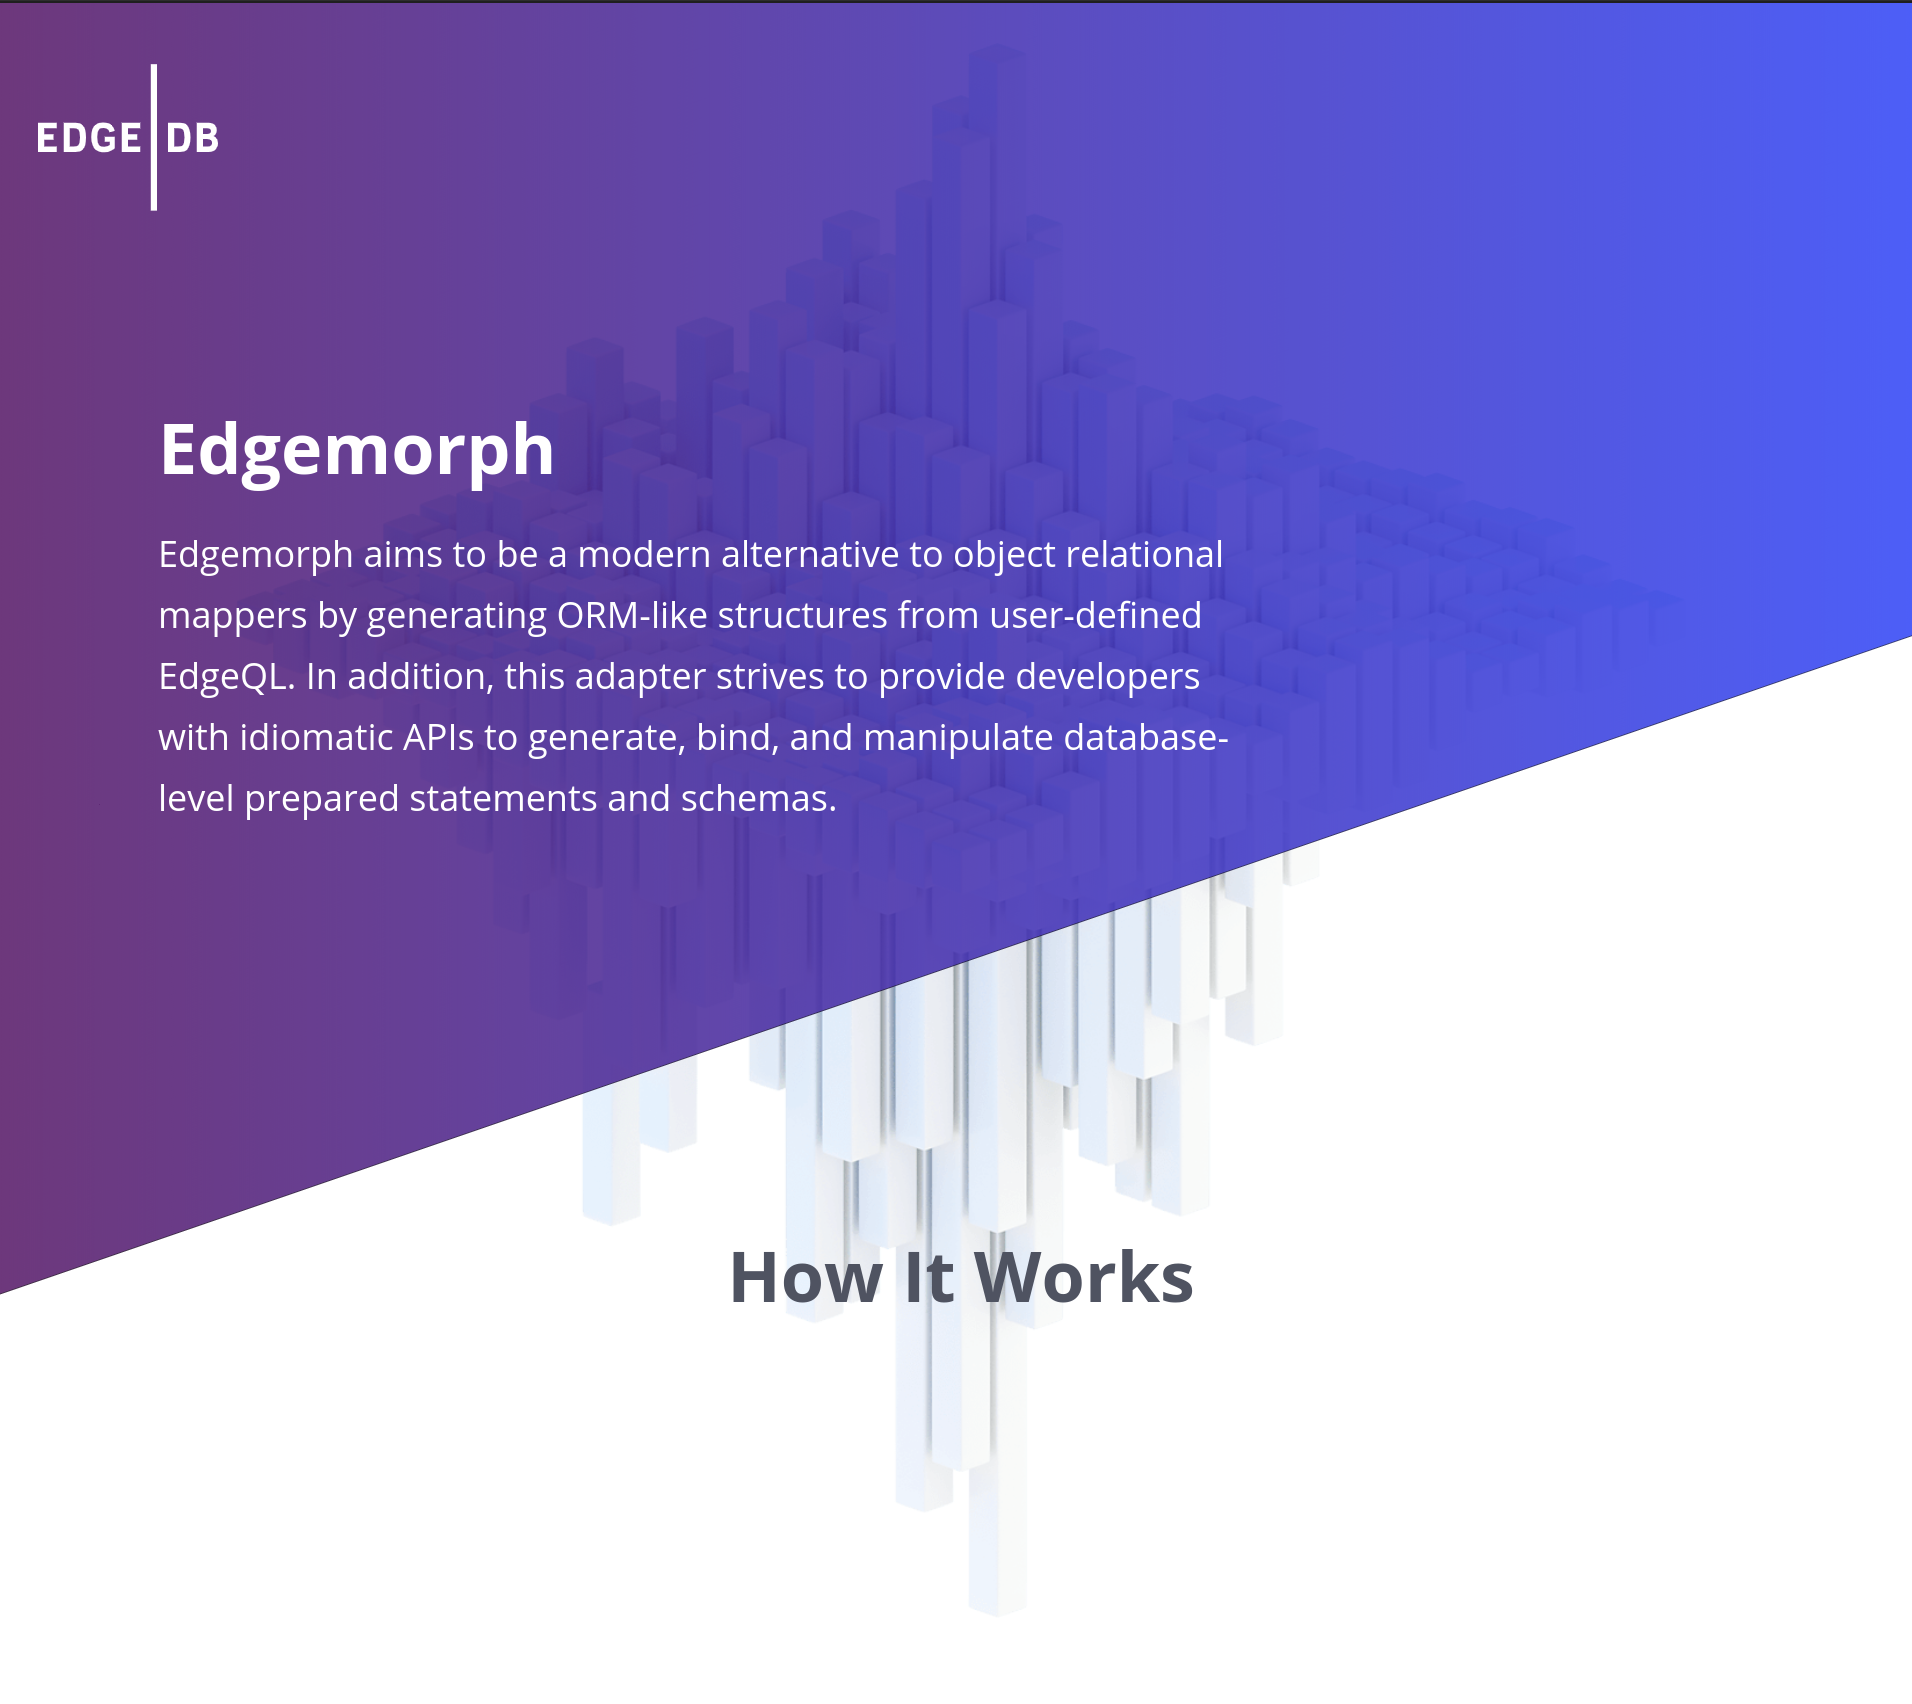 EDGE DB
Edgemorph
Edgemorph aims to be a modern alternative to object relational
mappers by generating ORM-like structures from user-defined
EdgeQL. In addition, this adapter strives to provide developers
with idiomatic APIs to generate, bind, and manipulate database-
level prepared statements and schemas.
How It Works